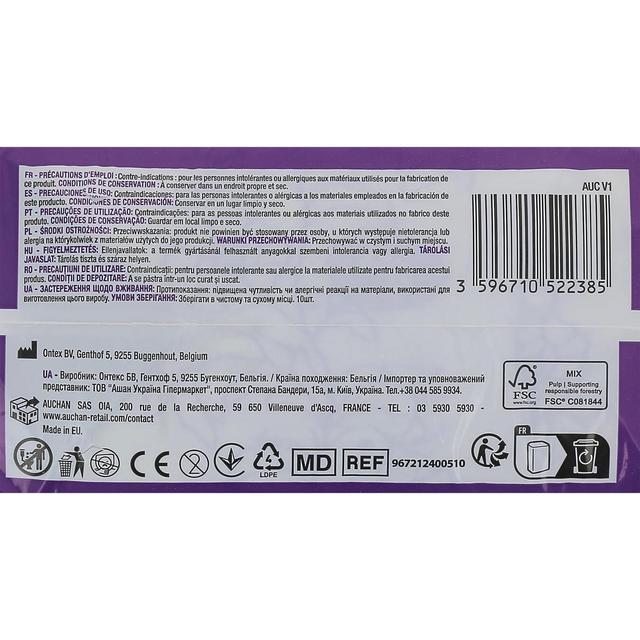 FR - PRÉCAUTIONS D'EMPLOI : Contre-indications : pour les personnes intolérantes ou allergiques aux matériaux utilisés pour la fabrication de
ce produit. CONDITIONS DE CONSERVATION : À conserver dans un endroit propre et sec.
ES - PRECAUCIONES DE USO: Contraindicaciones: para personas intolerantes o alérgicas a los materiales empleados en la fabricación de
este producto. CONDICIONES DE CONSERVACIÓN: Conservar en un lugar limpio y seco.
PT - PRECAUÇÕES DE UTILIZAÇÃO: Contraindicações: para as pessoas intolerantes ou alérgicas aos materiais utilizados no fabrico deste
produto. CONDIÇÕES DE CONSERVAÇÃO: Guardar em local limpo e seco.
PL - ŚRODKI OSTROŻNOŚCI: Przeciwwskazania: produkt nie powinien być stosowany przez osoby, u których występuje nietolerancja lub
alergia na którykolwiek z materiałów użytych do jego produkcji. WARUNKI PRZECHOWYWANIA: Przechowywać w czystym i suchym miejscu.
HU - FIGYELMEZTETÉS: Ellenjavallatok: a termék gyártásánál felhasznált anyagokkal szembeni intolerancia vagy allergia. TÁROLÁSI
JAVASLAT: Tárolás tiszta és száraz helyen.
RO - PRECAUȚIUNI DE UTILIZARE: Contraindicații: pentru persoanele intolerante sau alergice la materialele utilizate pentru fabricarea acestui
produs. CONDIȚII DE DEPOZITARE: A se păstra într-un loc curat și uscat.
UA - ЗАСТЕРЕЖЕННЯ ЩОДО ВЖИВАННЯ: Протипоказання: підвищена чутливість чи алергічні реакції на матеріали, використані для
виготовлення цього виробу. УМОВИ ЗБЕРІГАННЯ: Зберігати в чистому та сухому місці. 10шт.
AUC V1
3 596710 522385
Ontex BV, Genthof 5, 9255 Buggenhout, Belgium
UA - Виробник: Онтекс БВ, Гентхоф 5, 9255 Бугенхоут, Бельгія. / Країна походження: Бельгія / Імпортер та уповноважений
представник: ТОВ "Ашан Україна Гіпермаркет", проспект Степана Бандери, 15а, м. Київ, Україна, Тел.+38 044 585 9934.
AUCHAN SAS OIA, 200 rue de la Recherche, 59 650 Villeneuve d'Ascq, FRANCE - TEL : 03 5930 5930 -
www.auchan-retail.com/contact
Made in EU.
FSC
www.fsc.org
MIX
Pulp | Supporting
responsible forestry
FSC® C081844
CE
4
LDPE
MD
REF
967212400510
FR